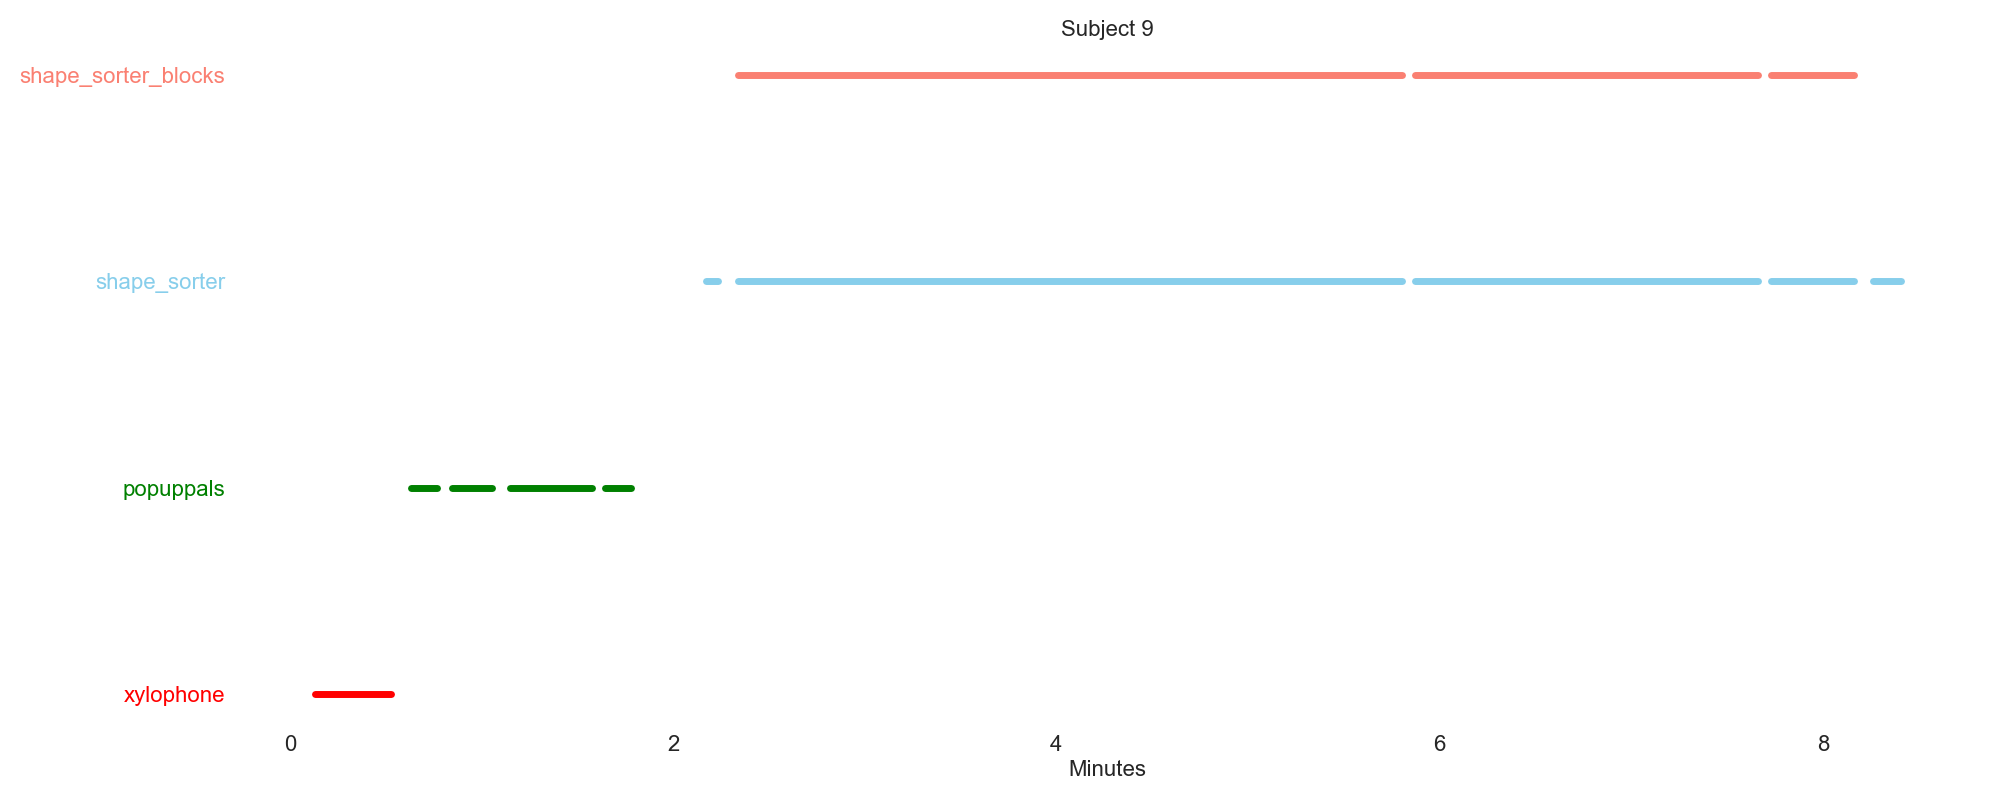 Subject 9
shape_sorter_blocks
shape_sorter
popuppals
xylophone
0 2 4 6 8
Minutes